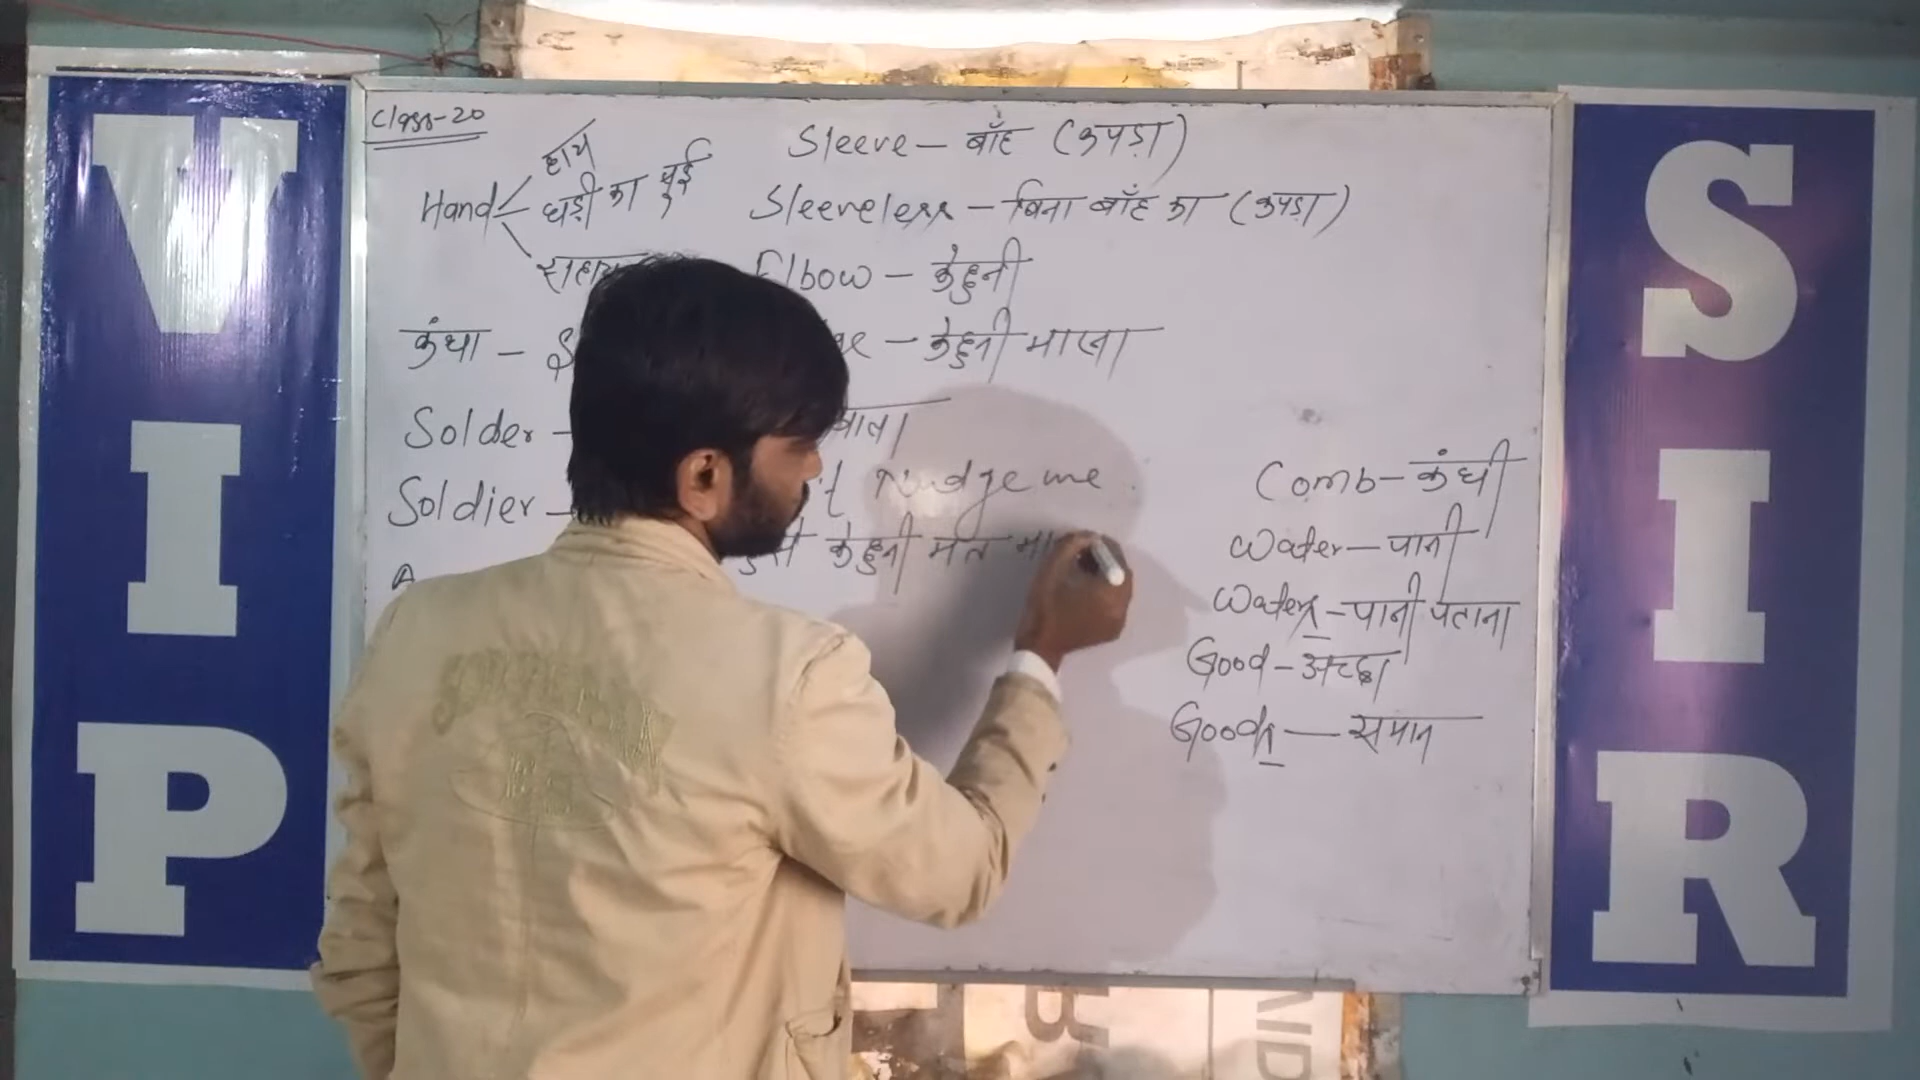 VIP
SIR
Class-20
Hand
हाथ
घड़ी का सुई
कंधा -
Solder -
Soldier -
A
Sleeve - बाँह (कपड़ा)
Sleeveless - बिना बाँह का (कपड़ा)
Elbow - केहुनी
- केहुनी मारना
nudge me.
केहुनी मत
Comb - कंघी
Water - पानी
Waters - पानी पटाना
Good - अच्छा
Goods - समान